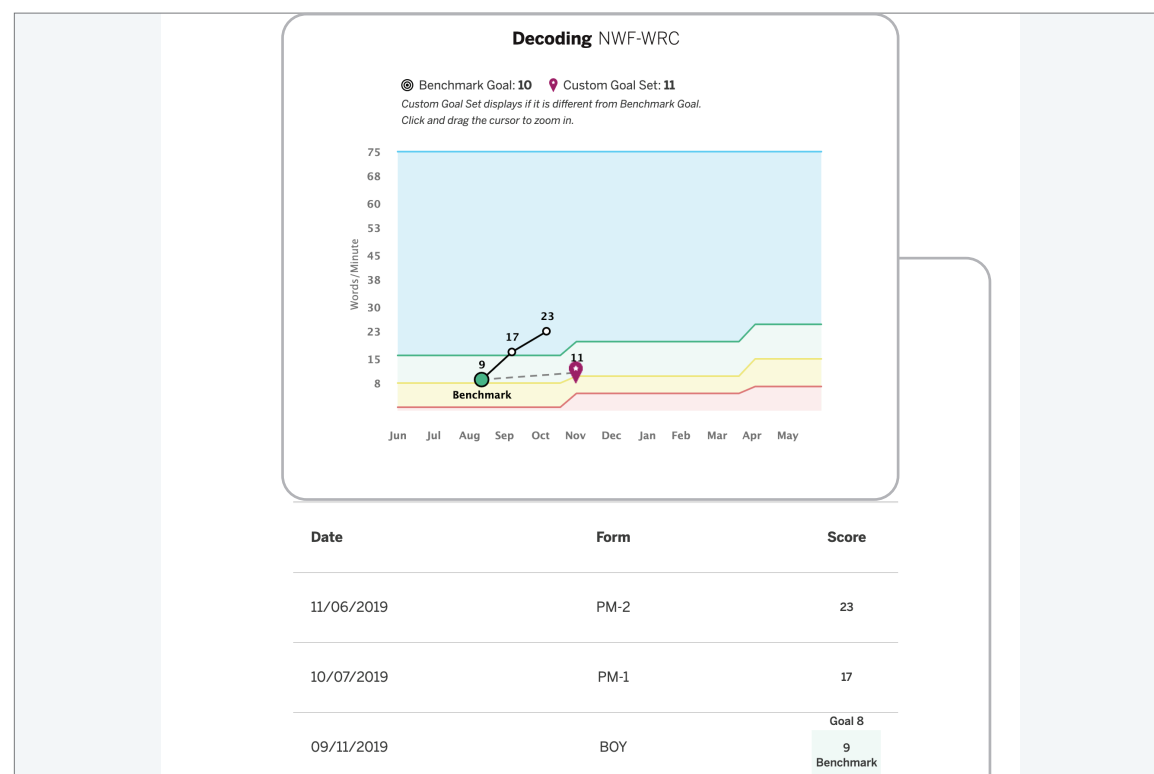 Decoding NWF-WRC
Benchmark Goal: 10 Custom Goal Set: 11
Custom Goal Set displays if it is different from Benchmark Goal.
Click and drag the cursor to zoom in.
75
68
60
53
45
38
30
23
15
8
Words/Minute
9
17
23
11
Benchmark
Jun Jul Aug Sep Oct Nov Dec Jan Feb Mar Apr May
Date Form Score
11/06/2019 PM-2 23
10/07/2019 PM-1 17
Goal 8
09/11/2019 BOY 9
Benchmark